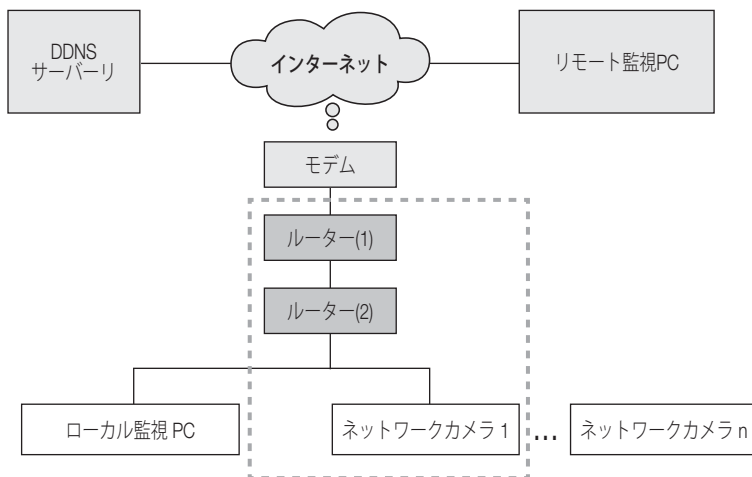 DDNS
サーバーリ
インターネット
リモート監視PC
モデム
ルーター(1)
ルーター(2)
ローカル監視 PC
ネットワークカメラ 1
...
ネットワークカメラ n